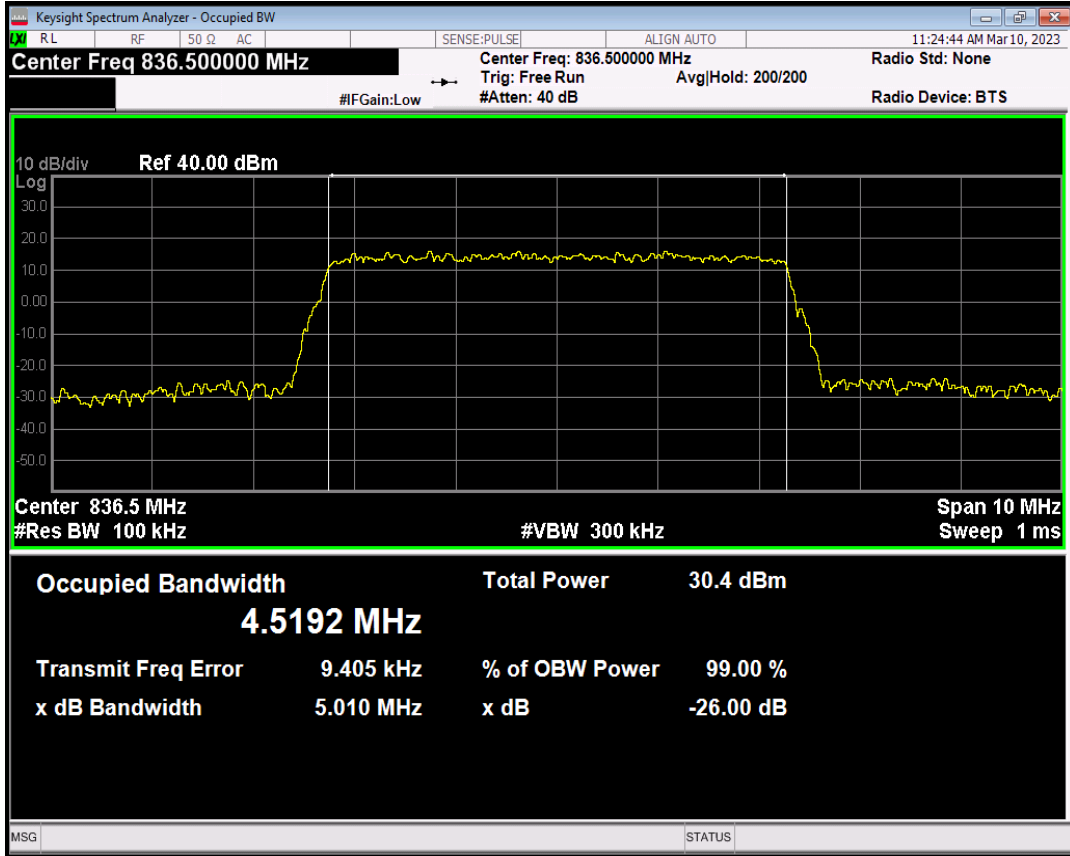 Keysight Spectrum Analyzer - Occupied BW
LXI RL RF 50 Ω AC SENSE:PULSE ALIGN AUTO 11:24:44 AM Mar 10, 2023
Center Freq 836.500000 MHz Center Freq: 836.500000 MHz Radio Std: None
Trig: Free Run Avg|Hold: 200/200
#IFGain:Low #Atten: 40 dB Radio Device: BTS
10 dB/div Ref 40.00 dBm
Log
30.0
20.0
10.0
0.00
-10.0
-20.0
-30.0
-40.0
-50.0
Center 836.5 MHz Span 10 MHz
#Res BW 100 kHz #VBW 300 kHz Sweep 1 ms
Occupied Bandwidth Total Power 30.4 dBm
4.5192 MHz
Transmit Freq Error 9.405 kHz % of OBW Power 99.00 %
x dB Bandwidth 5.010 MHz x dB -26.00 dB
MSG STATUS